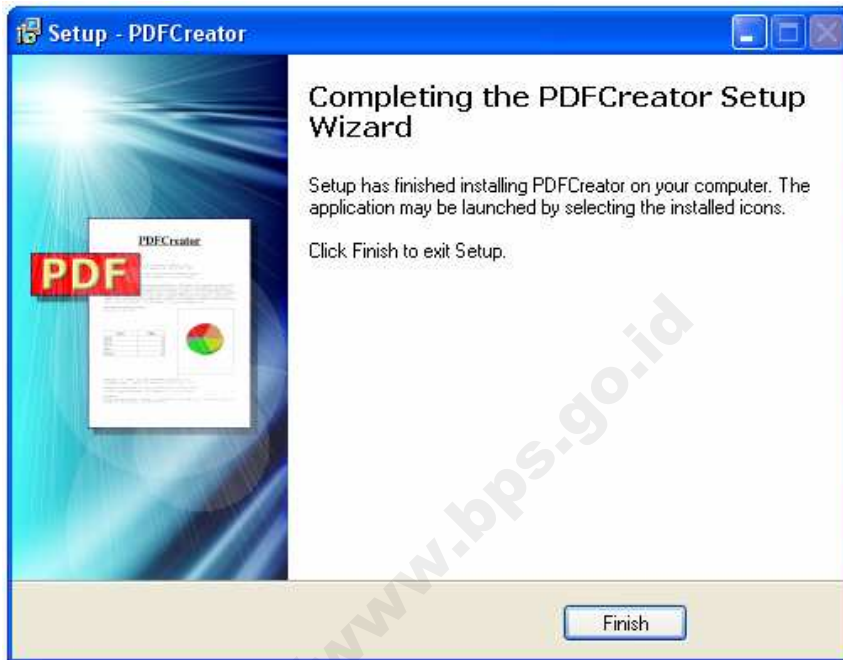 Setup - PDFCreator
Completing the PDFCreator Setup
Wizard
Setup has finished installing PDFCreator on your computer. The
application may be launched by selecting the installed icons.
Click Finish to exit Setup.
PDFCreator
PDF
www.bps.go.id
Finish